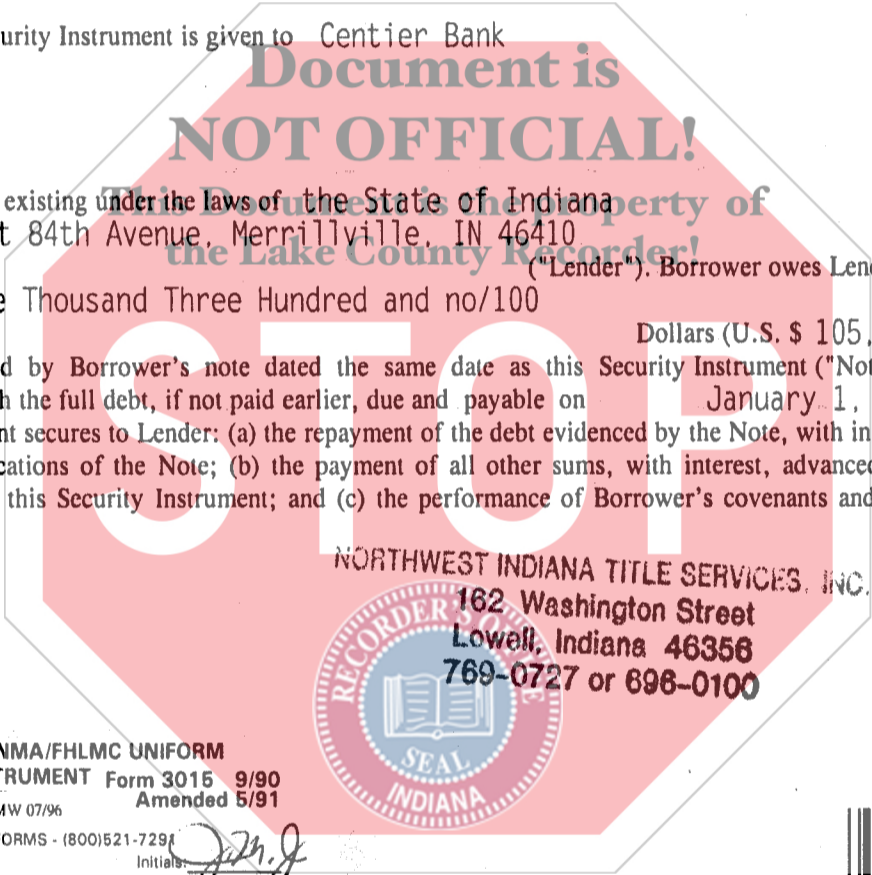 urity Instrument is given to Centier Bank
Document is
NOT OFFICIAL!
existing under the laws of the State of Indiana
This Document is the property of
t 84th Avenue, Merrillville, IN 46410
the Lake County Recorder!
("Lender"). Borrower owes Len
e Thousand Three Hundred and no/100
Dollars (U.S. $ 105,
d by Borrower's note dated the same date as this Security Instrument ("Not
h the full debt, if not paid earlier, due and payable on January 1,
nt secures to Lender: (a) the repayment of the debt evidenced by the Note, with in
cations of the Note; (b) the payment of all other sums, with interest, advanced
this Security Instrument; and (c) the performance of Borrower's covenants and
STOP
NORTHWEST INDIANA TITLE SERVICES, INC.
162 Washington Street
Lowell, Indiana 46356
769-0727 or 696-0100
RECORDER'S OFFICE
SEAL
INDIANA
NMA/FHLMC UNIFORM
TRUMENT Form 3015 9/90
Amended 5/91
MW 07/96
ORMS - (800)521-7291
Initials: